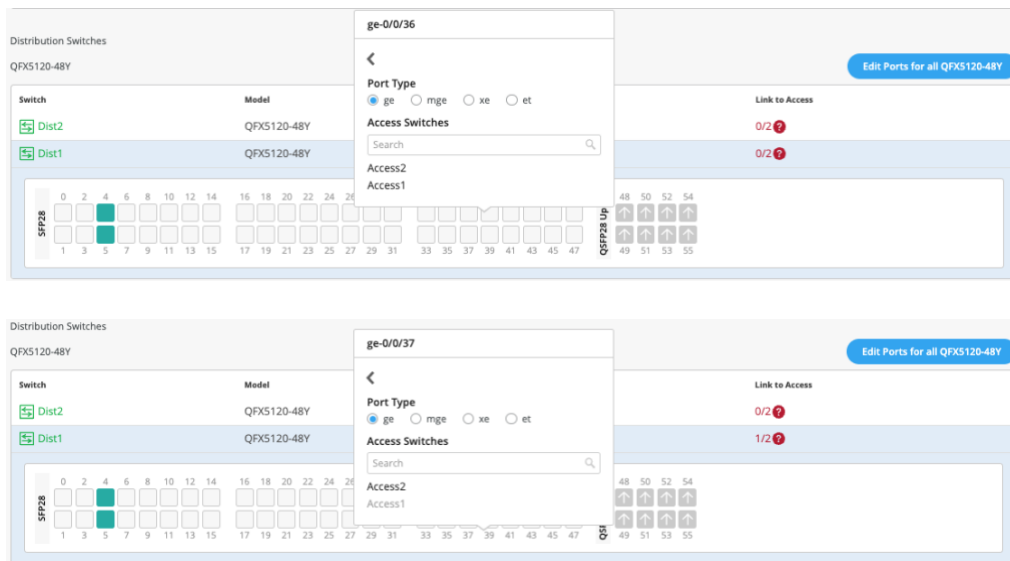 ge-0/0/36
Distribution Switches
QFX5120-48Y
Edit Ports for all QFX5120-48Y
Port Type
ge mge xe et
Switch Model Link to Access
Access Switches
Dist2 QFX5120-48Y 0/2
Search
Dist1 QFX5120-48Y 0/2
Access2
Access1
0 2 4 6 8 10 12 14 16 18 20 22 24 26 48 50 52 54
SFP28
QSFP28 Up
1 3 5 7 9 11 13 15 17 19 21 23 25 27 29 31 33 35 37 39 41 43 45 47 49 51 53 55
Distribution Switches
ge-0/0/37
QFX5120-48Y
Edit Ports for all QFX5120-48Y
Switch Model Link to Access
Port Type
ge mge xe et
Dist2 QFX5120-48Y 0/2
Access Switches
Dist1 QFX5120-48Y 1/2
Search
Access2
Access1
0 2 4 6 8 10 12 14 16 18 20 22 24 26 48 50 52 54
SFP28
1 3 5 7 9 11 13 15 17 19 21 23 25 27 29 31 33 35 37 39 41 43 45 47 49 51 53 55